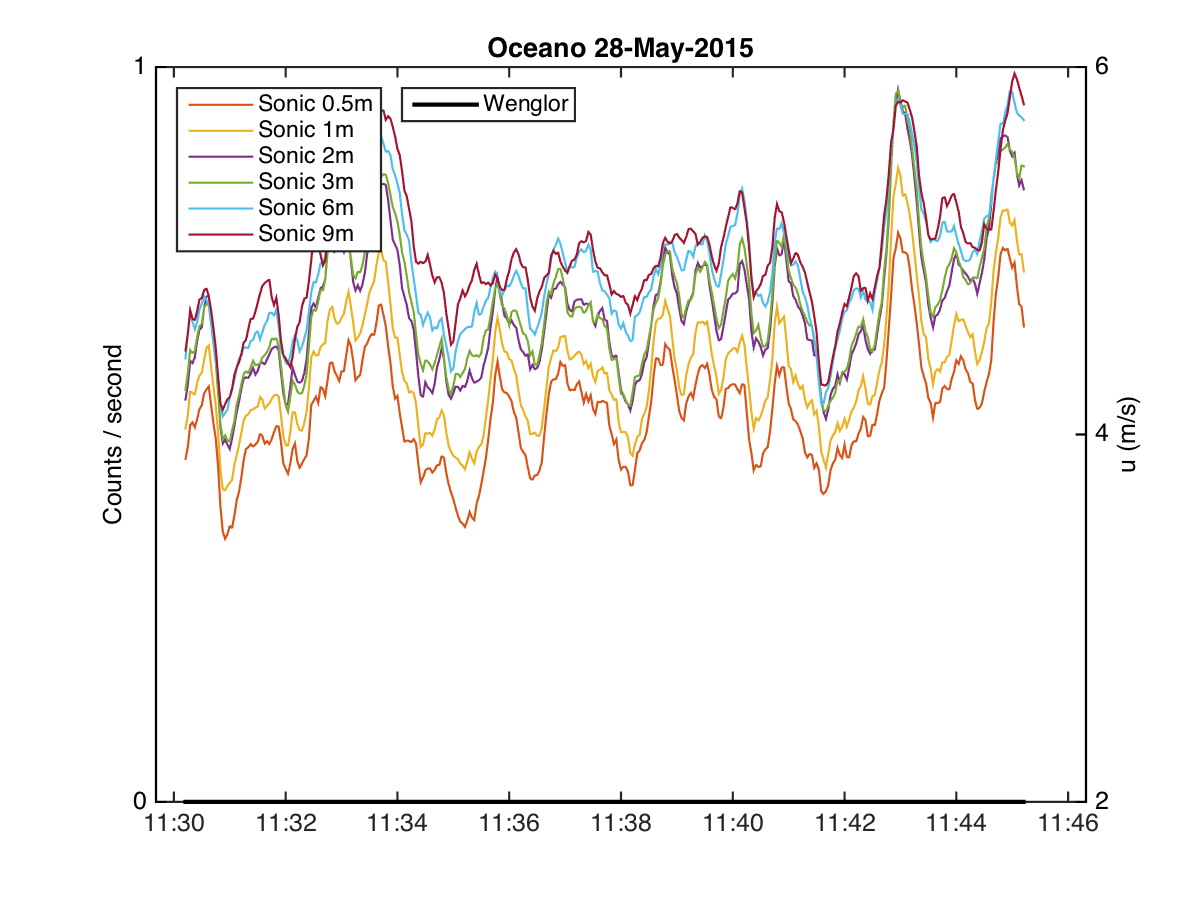 Oceano 28-May-2015
1
6
Sonic 0.5m
Wenglor
Sonic 1m
Sonic 2m
Sonic 3m
Sonic 6m
Sonic 9m
Counts / second
4
u (m/s)
0
2
11:30 11:32 11:34 11:36 11:38 11:40 11:42 11:44 11:46